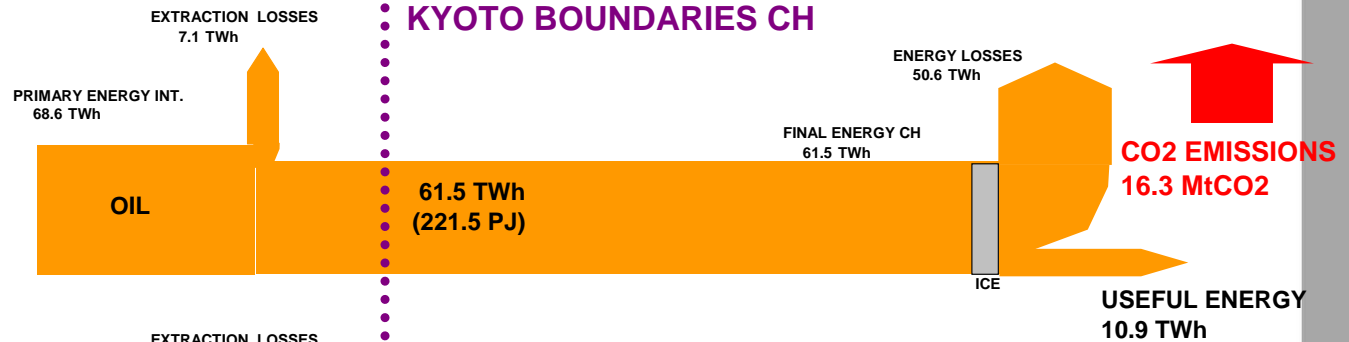 EXTRACTION LOSSES
7.1 TWh
KYOTO BOUNDARIES CH
ENERGY LOSSES
50.6 TWh
PRIMARY ENERGY INT.
68.6 TWh
FINAL ENERGY CH
61.5 TWh
CO2 EMISSIONS
16.3 MtCO2
OIL
61.5 TWh
(221.5 PJ)
ICE
USEFUL ENERGY
10.9 TWh
EXTRACTION LOSSES